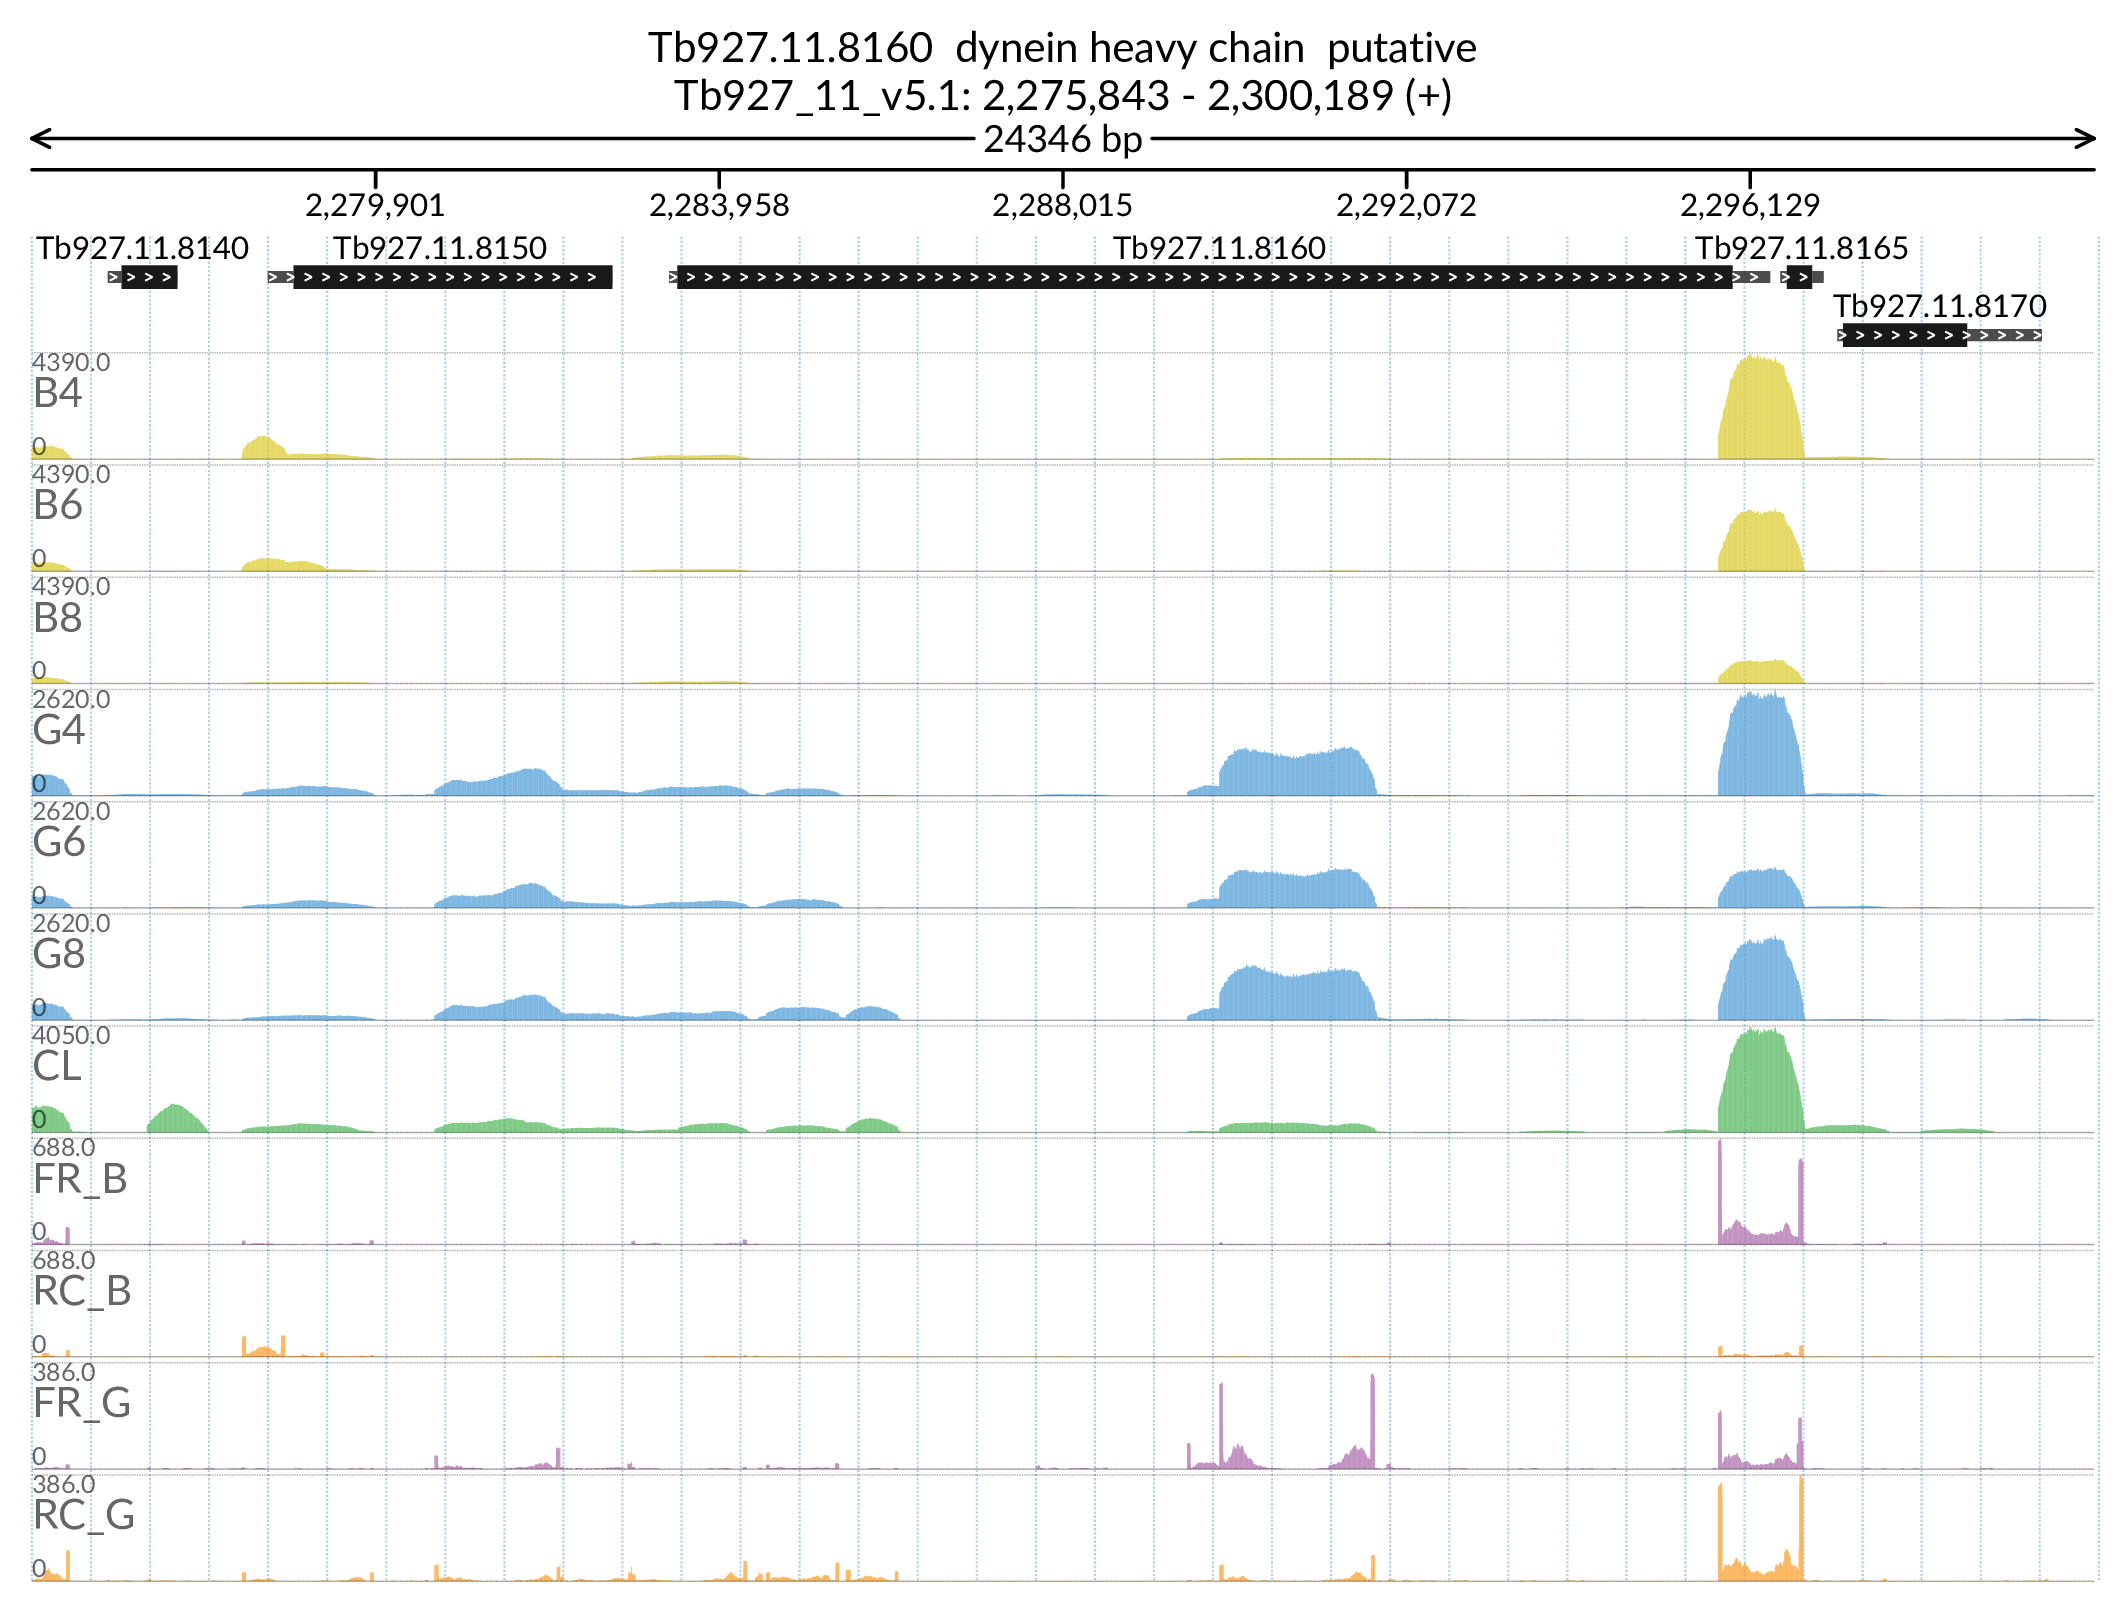 Tb927.11.8160  dynein heavy chain  putative
Tb927_11_v5.1: 2,275,843 - 2,300,189 (+)
24346 bp
2,279,901 2,283,958 2,288,015 2,292,072 2,296,129
Tb927.11.8140 Tb927.11.8150 Tb927.11.8160 Tb927.11.8165
Tb927.11.8170
4390.0
B4
0
4390.0
B6
0
4390.0
B8
0
2620.0
G4
0
2620.0
G6
0
2620.0
G8
0
4050.0
CL
0
688.0
FR_B
0
688.0
RC_B
0
386.0
FR_G
0
386.0
RC_G
0